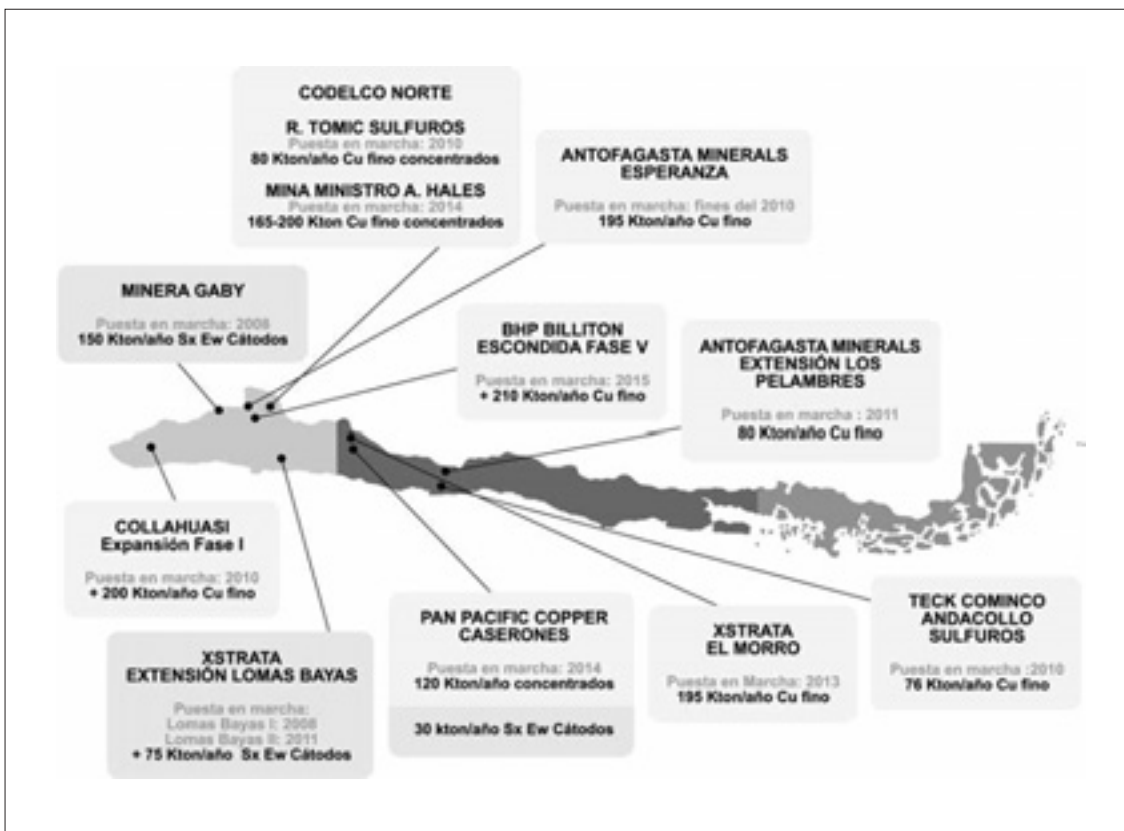 CODELCO NORTE
R. TOMIC SULFUROS
Puesta en marcha: 2010
80 Kton/año Cu fino concentrados
MINA MINISTRO A. HALES
Puesta en marcha: 2014
165-200 Kton Cu fino concentrados
ANTOFAGASTA MINERALS
ESPERANZA
Puesta en marcha: fines del 2010
195 Kton/año Cu fino
MINERA GABY
Puesta en marcha: 2008
150 Kton/año Sx Ew Cátodos
BHP BILLITON
ESCONDIDA FASE V
Puesta en marcha: 2015
+ 210 Kton/año Cu fino
ANTOFAGASTA MINERALS
EXTENSIÓN LOS
PELAMBRES
Puesta en marcha : 2011
80 Kton/año Cu fino
COLLAHUASI
Expansión Fase I
Puesta en marcha: 2010
+ 200 Kton/año Cu fino
XSTRATA
EXTENSIÓN LOMAS BAYAS
Puesta en marcha:
Lomas Bayas I: 2008
Lomas Bayas II: 2011
+ 75 Kton/año Sx Ew Cátodos
PAN PACIFIC COPPER
CASERONES
Puesta en marcha: 2014
120 Kton/año concentrados
30 kton/año Sx Ew Cátodos
XSTRATA
EL MORRO
Puesta en Marcha: 2013
195 Kton/año Cu fino
TECK COMINCO
ANDACOLLO
SULFUROS
Puesta en marcha :2010
76 Kton/año Cu fino